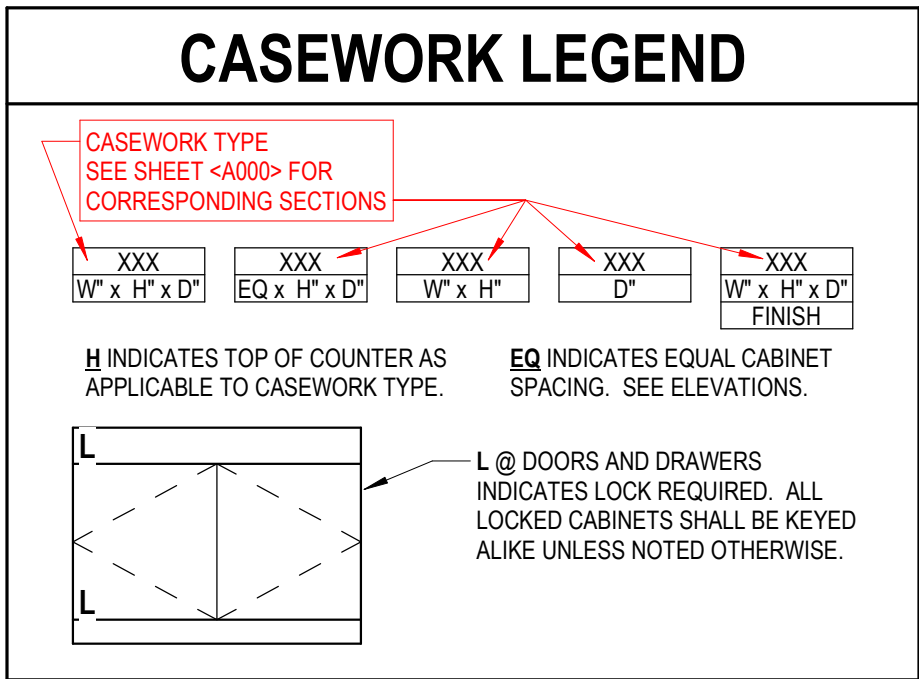 CASEWORK LEGEND
CASEWORK TYPE
SEE SHEET <A000> FOR
CORRESPONDING SECTIONS
XXX
W" x H" x D"
XXX
EQ x H" x D"
XXX
W" x H"
XXX
D"
XXX
W" x H" x D"
FINISH
H INDICATES TOP OF COUNTER AS
APPLICABLE TO CASEWORK TYPE.
EQ INDICATES EQUAL CABINET
SPACING. SEE ELEVATIONS.
L
L
L @ DOORS AND DRAWERS
INDICATES LOCK REQUIRED. ALL
LOCKED CABINETS SHALL BE KEYED
ALIKE UNLESS NOTED OTHERWISE.